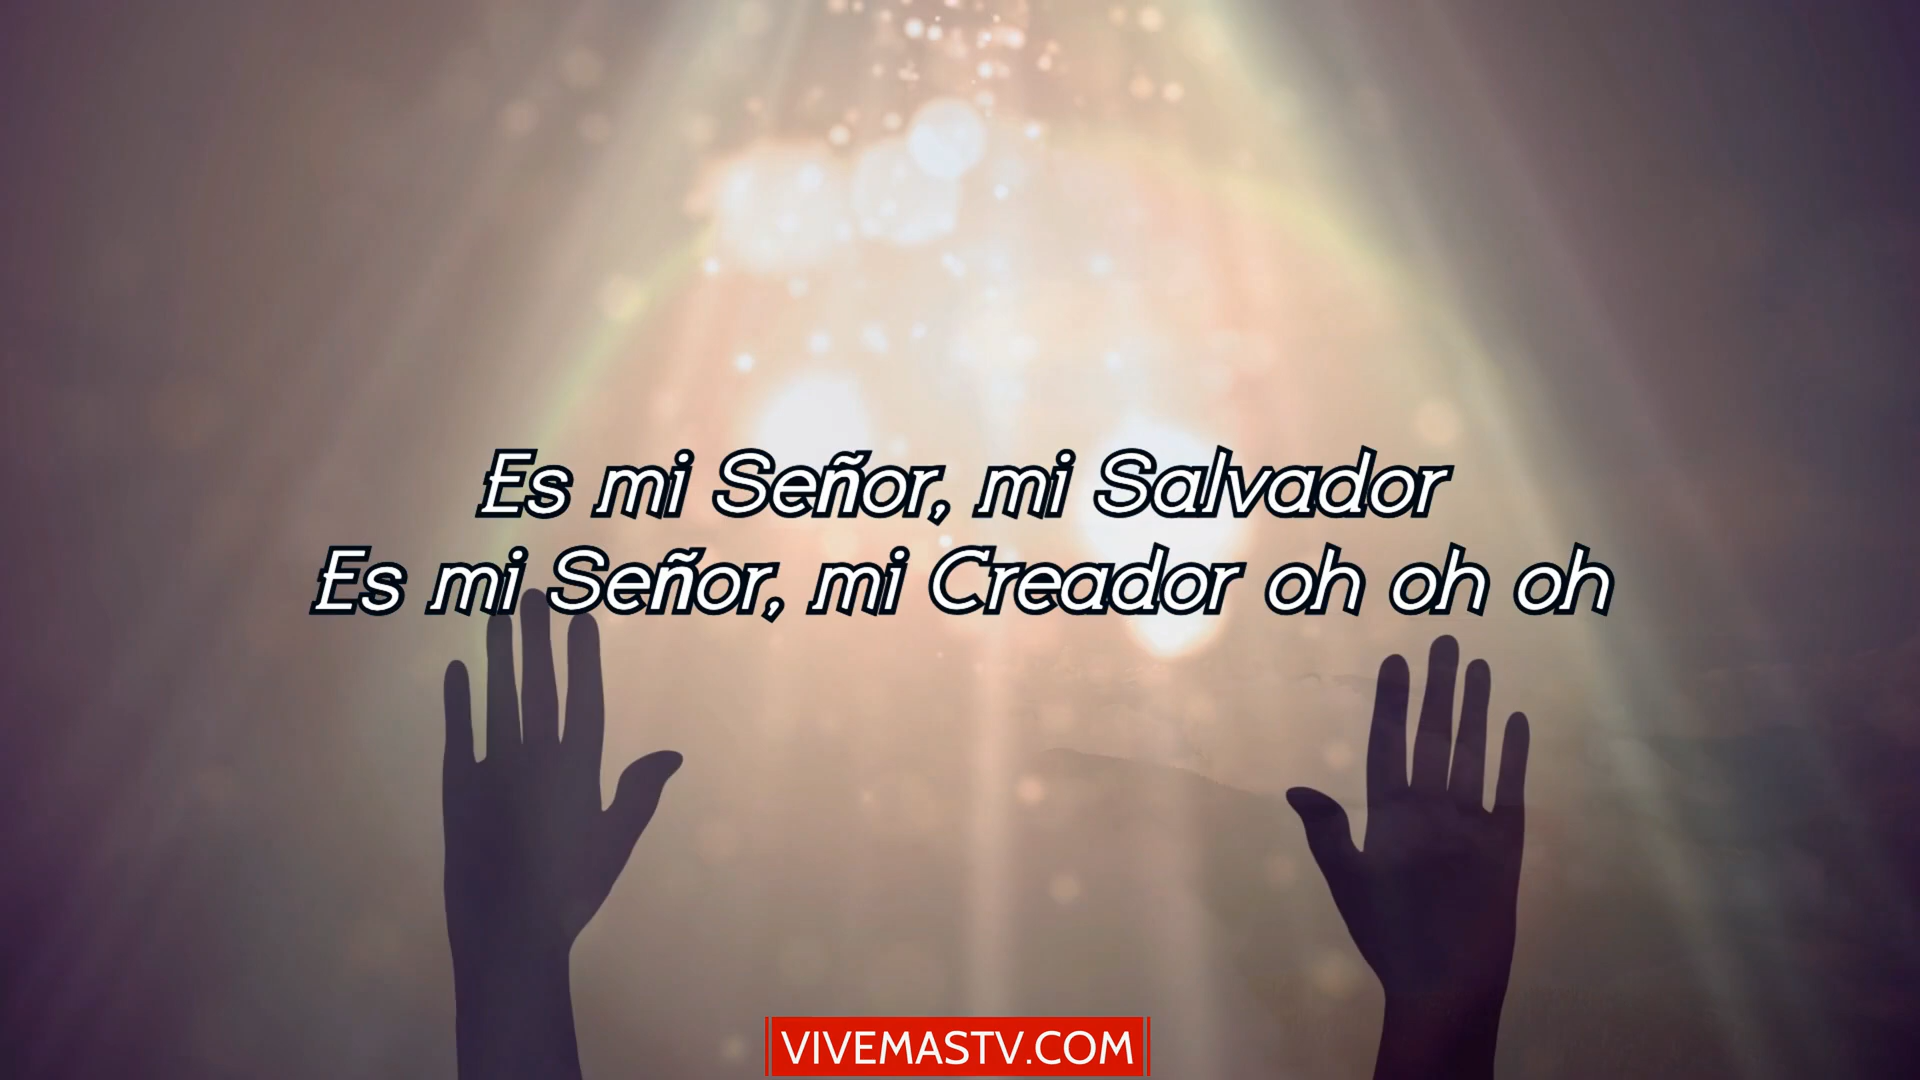 Es mi Señor, mi Salvador
Es mi Señor, mi Creador oh oh oh
VIVEMASTV.COM